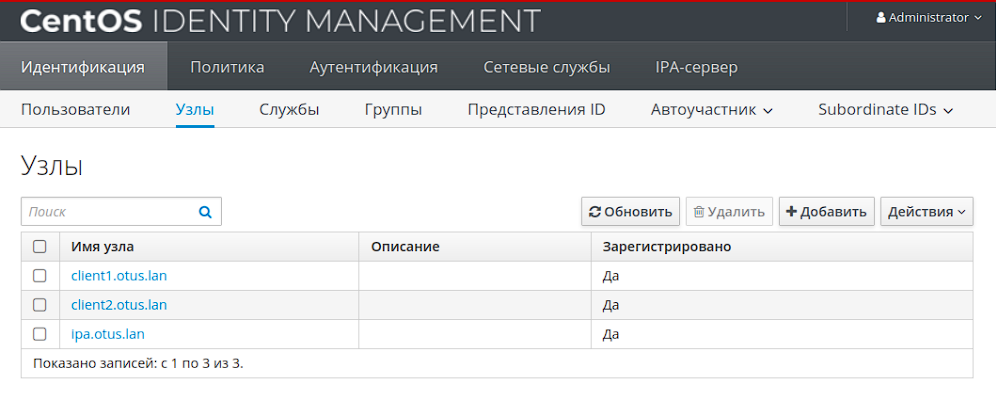 CentOS IDENTITY MANAGEMENT Administrator
Идентификация Политика Аутентификация Сетевые службы IPA-сервер
Пользователи Узлы Службы Группы Представления ID Автоучастник Subordinate IDs
Узлы
Поиск Обновить Удалить Добавить Действия
Имя узла Описание Зарегистрировано
client1.otus.lan Да
client2.otus.lan Да
ipa.otus.lan Да
Показано записей: с 1 по 3 из 3.